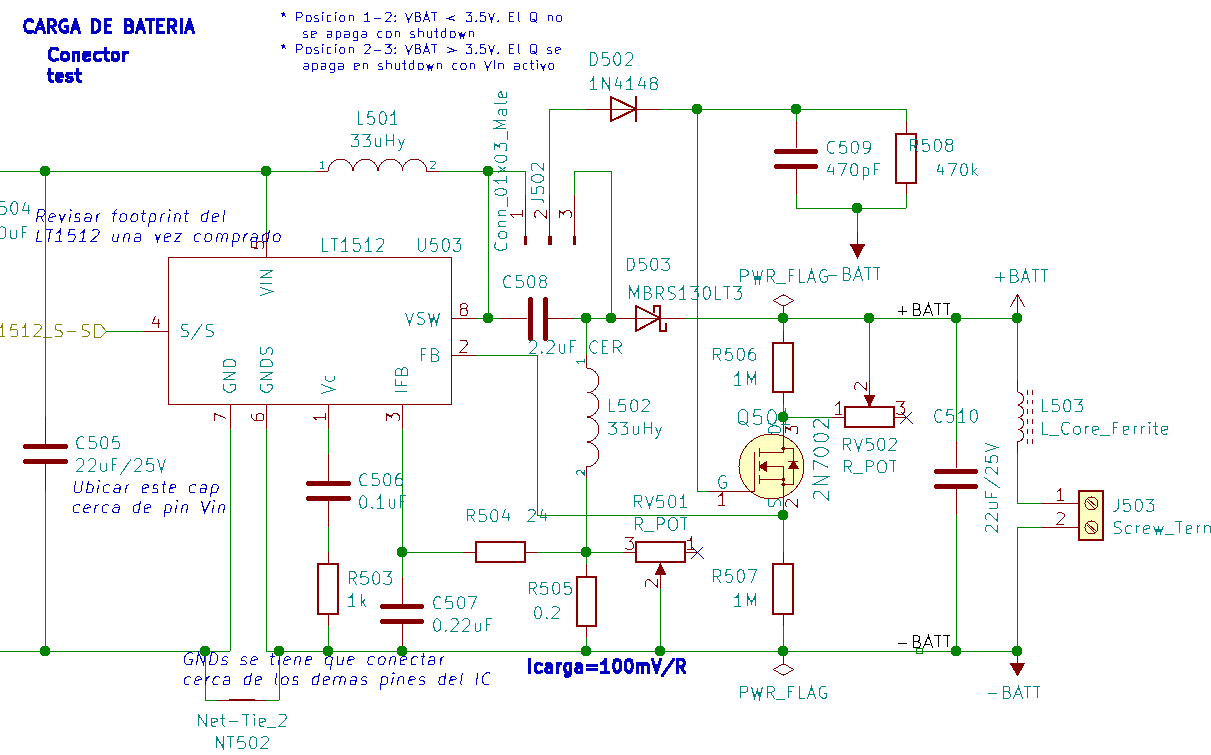 CARGA DE BATERIA
Conector
test
* Posicion 1-2: VBAT < 3.5V. El Q no
se apaga con shutdown
* Posicion 2-3: VBAT > 3.5V. El Q se
apaga en shutdown con Vin activo
D502
1N4148
L501
33uHy
1
2
Conn_01x03_Male
J502
1
2
3
C509
470pF
R508
470k
-BATT
504
0uF
Revisar footprint del
LT1512 una vez comprado
5
LT1512
U503
VIN
1512_S-S
4
S/S
VSW
8
FB
2
GND
GNDS
Vc
IFB
7
6
1
3
C508
2.2uF CER
D503
MBRS130LT3
PWR_FLAG
+BATT
+BATT
1
L502
33uHy
2
R506
1M
2
1
3
RV502
R_POT
Q50
2N7002
D
3
G
1
S
2
C510
22uF/25V
L503
L_Core_Ferrite
1
2
J503
Screw_Tern
C505
22uF/25V
Ubicar este cap
cerca de pin Vin
C506
0.1uF
R504
24
RV501
R_POT
3
1
2
R503
1k
C507
0.22uF
R505
0.2
R507
1M
-BATT
GNDs se tiene que conectar
cerca de los demas pines del IC
Icarga=100mV/R
PWR_FLAG
-BATT
Net-Tie_2
NT502